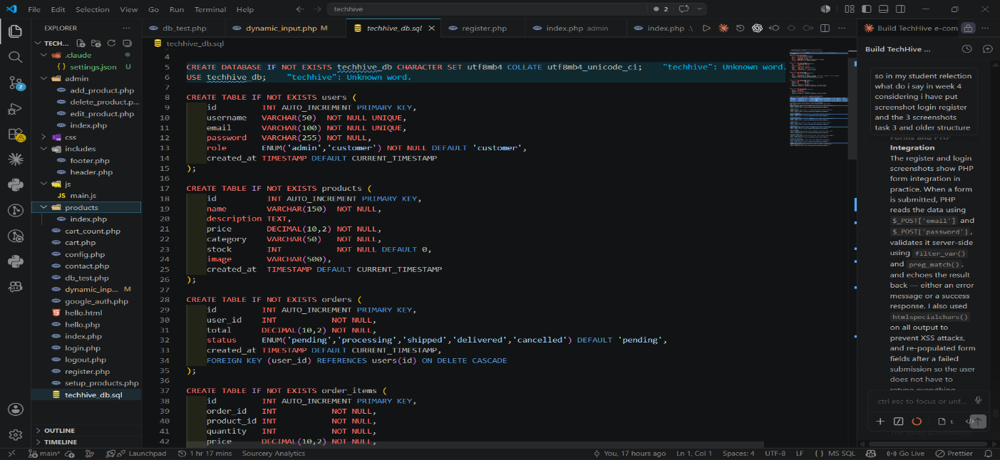 File Edit Selection View Go Run Terminal Help
techhive
2
EXPLORER
TECH...
.claude
settings.json U
admin
add_product.php
delete_product.p...
edit_product.php
index.php
css
includes
footer.php
header.php
js
JS main.js
products
index.php
cart_count.php
cart.php
config.php
contact.php
db_test.php
dynamic_inp... M
google_auth.php
hello.html
hello.php
index.php
login.php
logout.php
register.php
setup_products.php
techhive_db.sql
OUTLINE
TIMELINE
db_test.php
dynamic_input.php M
techhive_db.sql
register.php
index.php admin
index.php .\
techhive_db.sql
4
5 CREATE DATABASE IF NOT EXISTS techhive_db CHARACTER SET utf8mb4 COLLATE utf8mb4_unicode_ci; "techhive": Unknown word.
6 USE techhive_db; "techhive": Unknown word.
7
8 CREATE TABLE IF NOT EXISTS users (
9 id INT AUTO_INCREMENT PRIMARY KEY,
10 username VARCHAR(50) NOT NULL UNIQUE,
11 email VARCHAR(100) NOT NULL UNIQUE,
12 password VARCHAR(255) NOT NULL,
13 role ENUM('admin','customer') NOT NULL DEFAULT 'customer',
14 created_at TIMESTAMP DEFAULT CURRENT_TIMESTAMP
15 );
16
17 CREATE TABLE IF NOT EXISTS products (
18 id INT AUTO_INCREMENT PRIMARY KEY,
19 name VARCHAR(150) NOT NULL,
20 description TEXT,
21 price DECIMAL(10,2) NOT NULL,
22 category VARCHAR(50) NOT NULL,
23 stock INT NOT NULL DEFAULT 0,
24 image VARCHAR(500),
25 created_at TIMESTAMP DEFAULT CURRENT_TIMESTAMP
26 );
27
28 CREATE TABLE IF NOT EXISTS orders (
29 id INT AUTO_INCREMENT PRIMARY KEY,
30 user_id INT NOT NULL,
31 total DECIMAL(10,2) NOT NULL,
32 status ENUM('pending','processing','shipped','delivered','cancelled') DEFAULT 'pending',
33 created_at TIMESTAMP DEFAULT CURRENT_TIMESTAMP,
34 FOREIGN KEY (user_id) REFERENCES users(id) ON DELETE CASCADE
35 );
36
37 CREATE TABLE IF NOT EXISTS order_items (
38 id INT AUTO_INCREMENT PRIMARY KEY,
39 order_id INT NOT NULL,
40 product_id INT NOT NULL,
41 quantity INT NOT NULL,
42 price DECIMAL(10,2) NOT NULL,
Build TechHive e-com
Build TechHive ...
so in my student relection
what do i say in week 4
considering i have put
screenshot login register
and the 3 screenshots
task 3 and older structure
Forms and PHP
Integration
The register and login
screenshots show PHP
form integration in
practice. When a form
is submitted, PHP
reads the data using
$_POST['email'] and
$_POST['password'],
validates it server-side
using filter_var()
and preg_match(),
and echoes the result
back — either an error
message or a success
response. I also used
htmlspecialchars()
on all output to
prevent XSS attacks,
and re-populated form
fields after a failed
submission so the user
does not have to
retype everything
ctrl esc to focus or unf...
t
The three screenshots
main*
Launchpad
1 hr 17 mins
Sourcery Analytics
You, 17 hours ago
Ln 1, Col 1
Spaces: 4
UTF-8
LF
{ } MS SQL
Go Live
Prettier